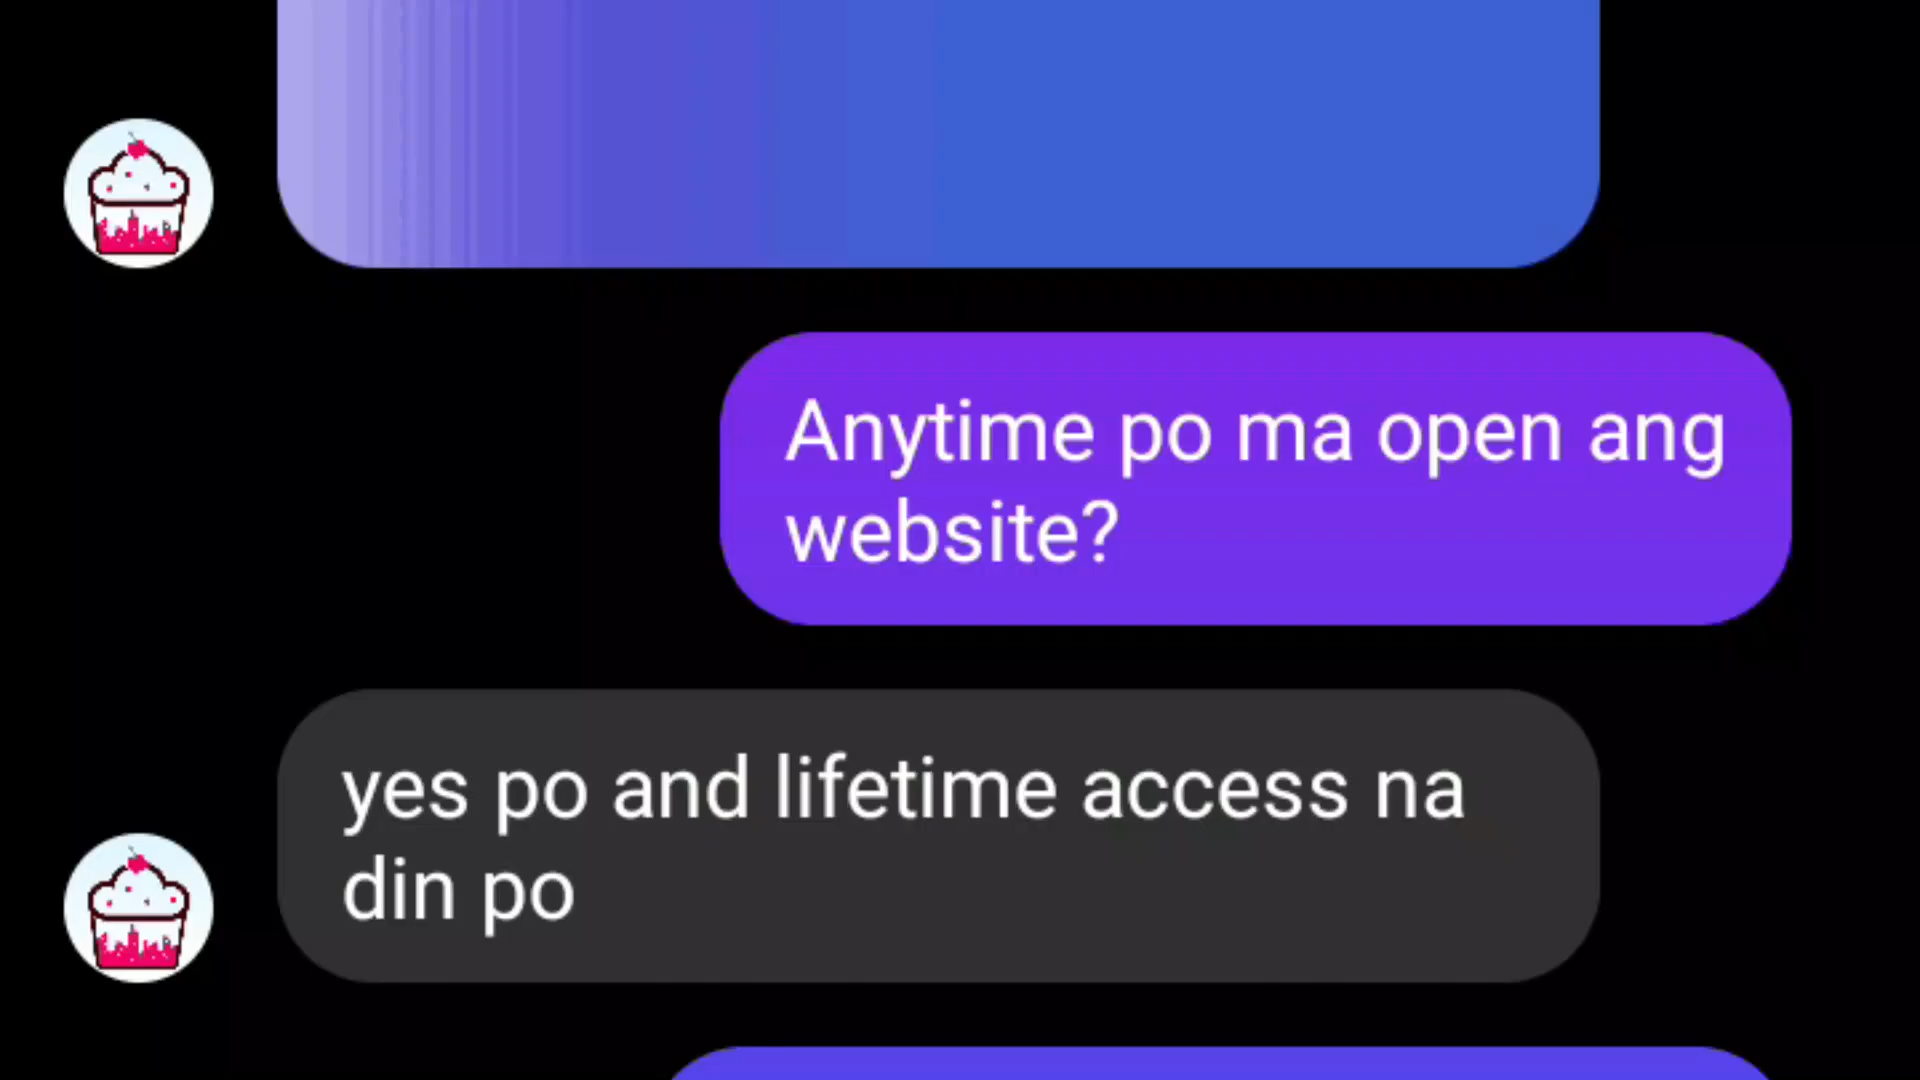 Anytime po ma open ang
website?
yes po and lifetime access na
din po